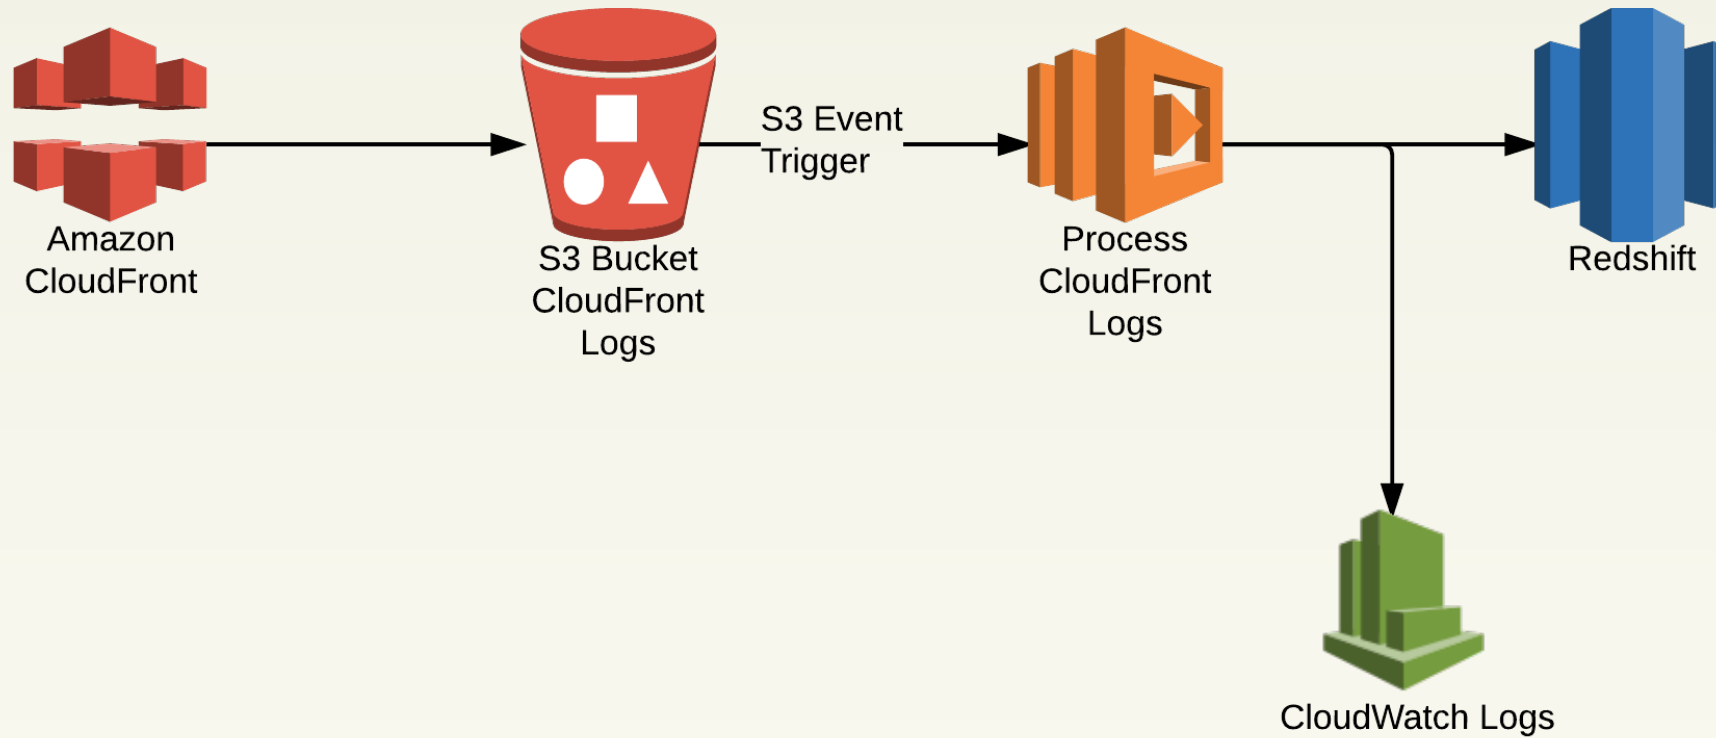 Amazon
CloudFront
S3 Bucket
CloudFront
Logs
S3 Event
Trigger
Process
CloudFront
Logs
Redshift
CloudWatch Logs